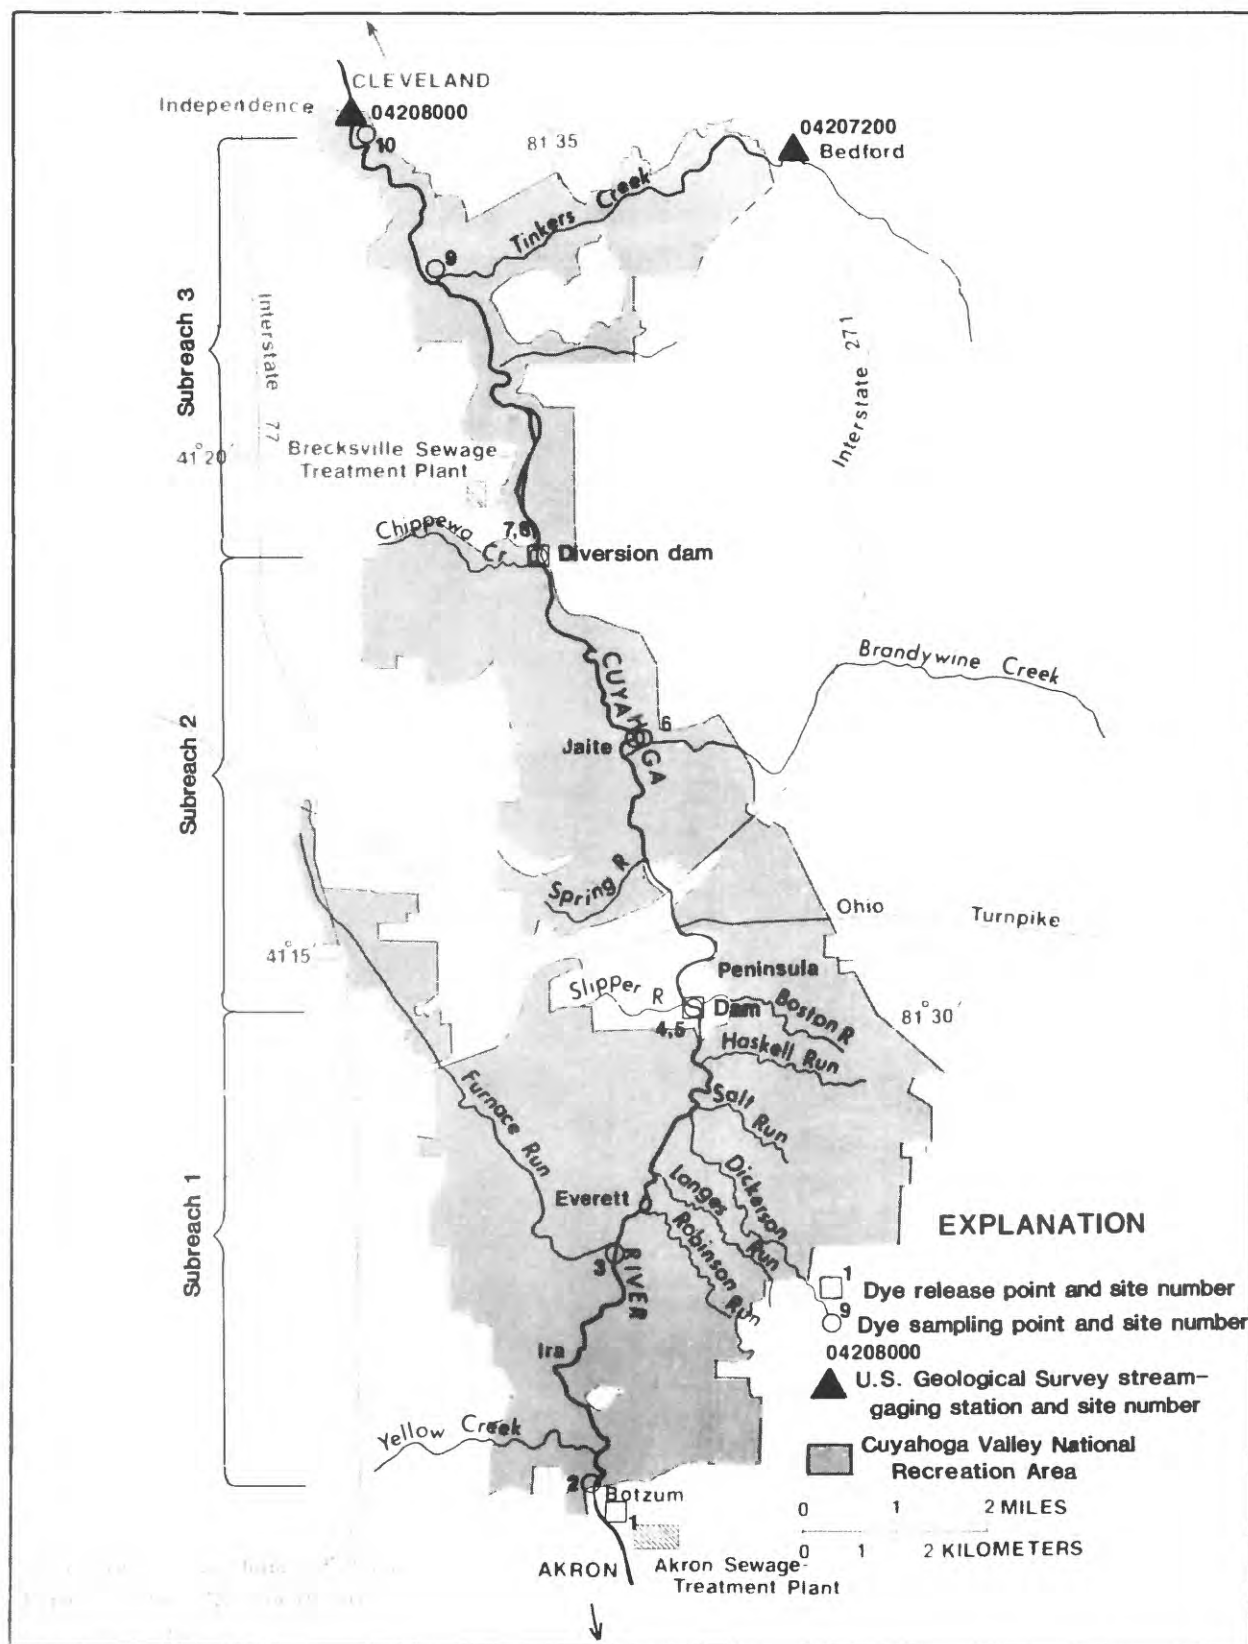 CLEVELAND
Independence
04208000
10
81°35'
04207200
Bedford
Tinkers Creek
9
Subreach 3
Interstate 77
Interstate 271
41°20'
Brecksville Sewage-
Treatment Plant
Chippewa Cr
7,8
Diversion dam
Brandywine Creek
CUYAHOGA
6
Jaite
Subreach 2
Spring R
Ohio Turnpike
41°15'
Peninsula
Slipper R
Dam
4,5
Boston R
81°30'
Haskell Run
Salt Run
Furnace Run
Dickerson Run
Everett
Langes
Robinson Run
Subreach 1
3
RIVER
Ira
Yellow Creek
2
Botzum
1
AKRON
Akron Sewage-
Treatment Plant
EXPLANATION
1
Dye release point and site number
9
Dye sampling point and site number
04208000
U.S. Geological Survey stream-
gaging station and site number
Cuyahoga Valley National
Recreation Area
0 1 2 MILES
0 1 2 KILOMETERS